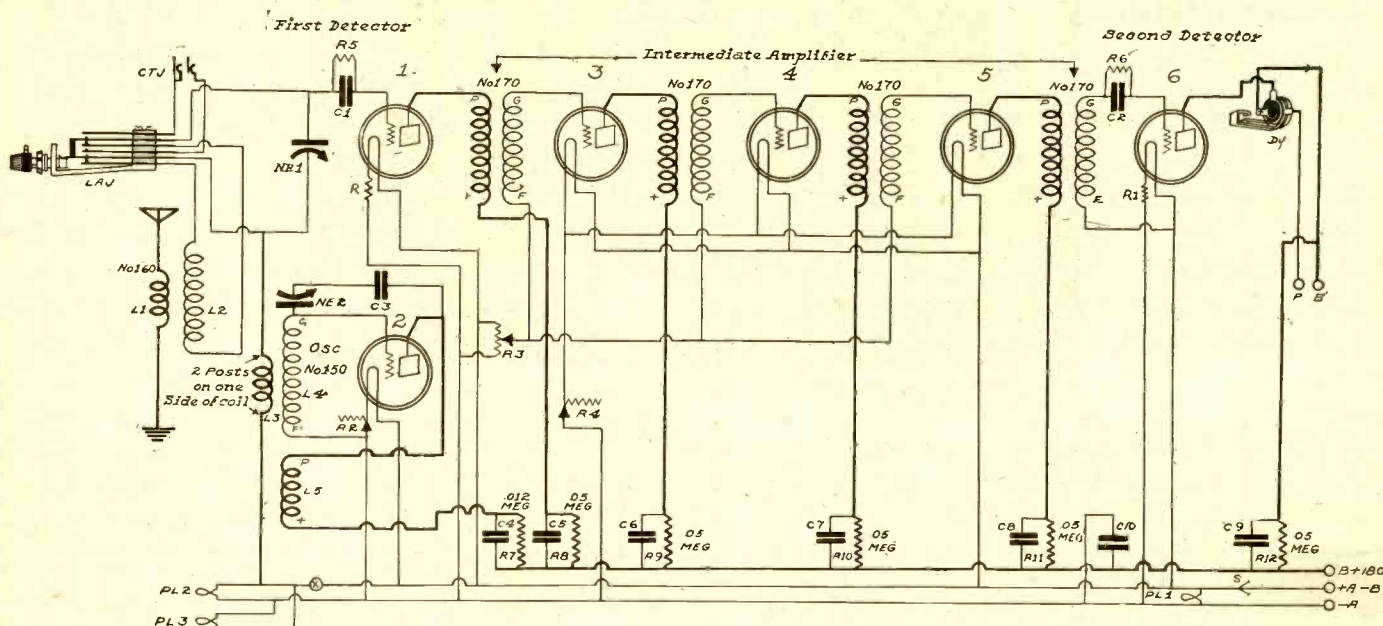 First Detector
Intermediate Amplifier
Second Detector
CTJ
R5
C1
1
No170
3
No170
4
No170
5
No170
R6
C2
6
P
G
P
G
P
G
P
G
D4
LAJ
NE1
R
+
F
+
F
+
F
+
F
R1
No160
L1
L2
NE2
C3
G
2
Osc
No150
L4
F
R3
P
B
2 Posts
on one
Side of coil
L3
R2
R4
P
L5
+
.012
MEG
C4
R7
.05
MEG
C5
R8
C6
R9
05
MEG
C7
R10
05
MEG
C8
R11
.05
MEG
C10
C9
R12
05
MEG
B+180
PL2
X
PL1
S
+A-B
-A
PL3